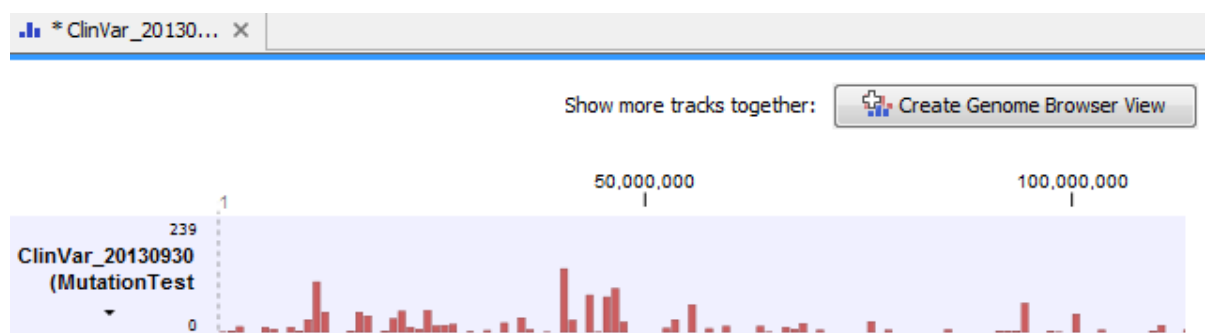 * ClinVar_20130... ×
Show more tracks together: Create Genome Browser View
50,000,000 100,000,000
1
239
ClinVar_20130930
(MutationTest
0